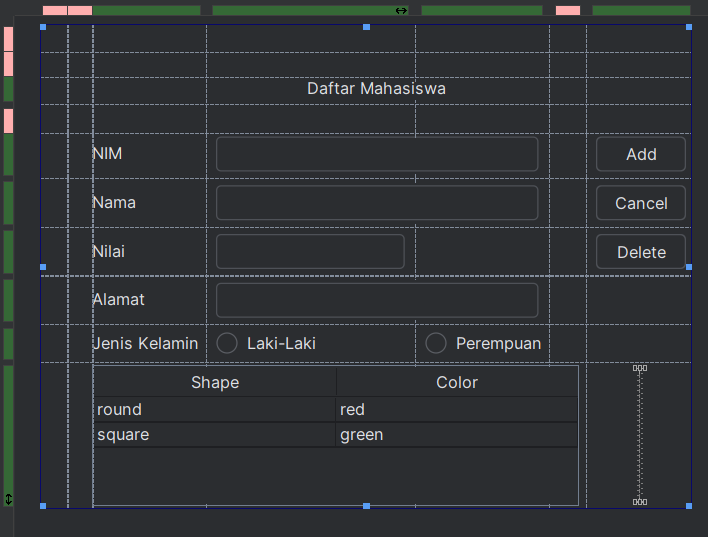 Daftar Mahasiswa
NIM Add
Nama Cancel
Nilai Delete
Alamat
Jenis Kelamin Laki-Laki Perempuan
Shape Color
round red
square green